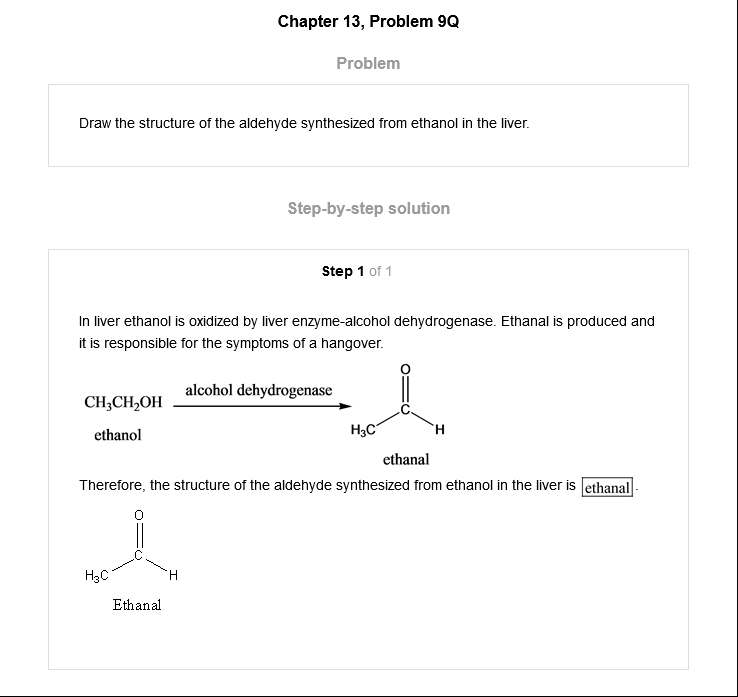 Chapter 13, Problem 9Q
Problem
Draw the structure of the aldehyde synthesized from ethanol in the liver.
Step-by-step solution
Step 1 of 1
In liver ethanol is oxidized by liver enzyme-alcohol dehydrogenase. Ethanal is produced and
it is responsible for the symptoms of a hangover.
O
alcohol dehydrogenase
CH₃CH₂OH
C
H₃C
H
ethanol
ethanal
Therefore, the structure of the aldehyde synthesized from ethanol in the liver is ethanal.
O
C
H₃C
H
Ethanal